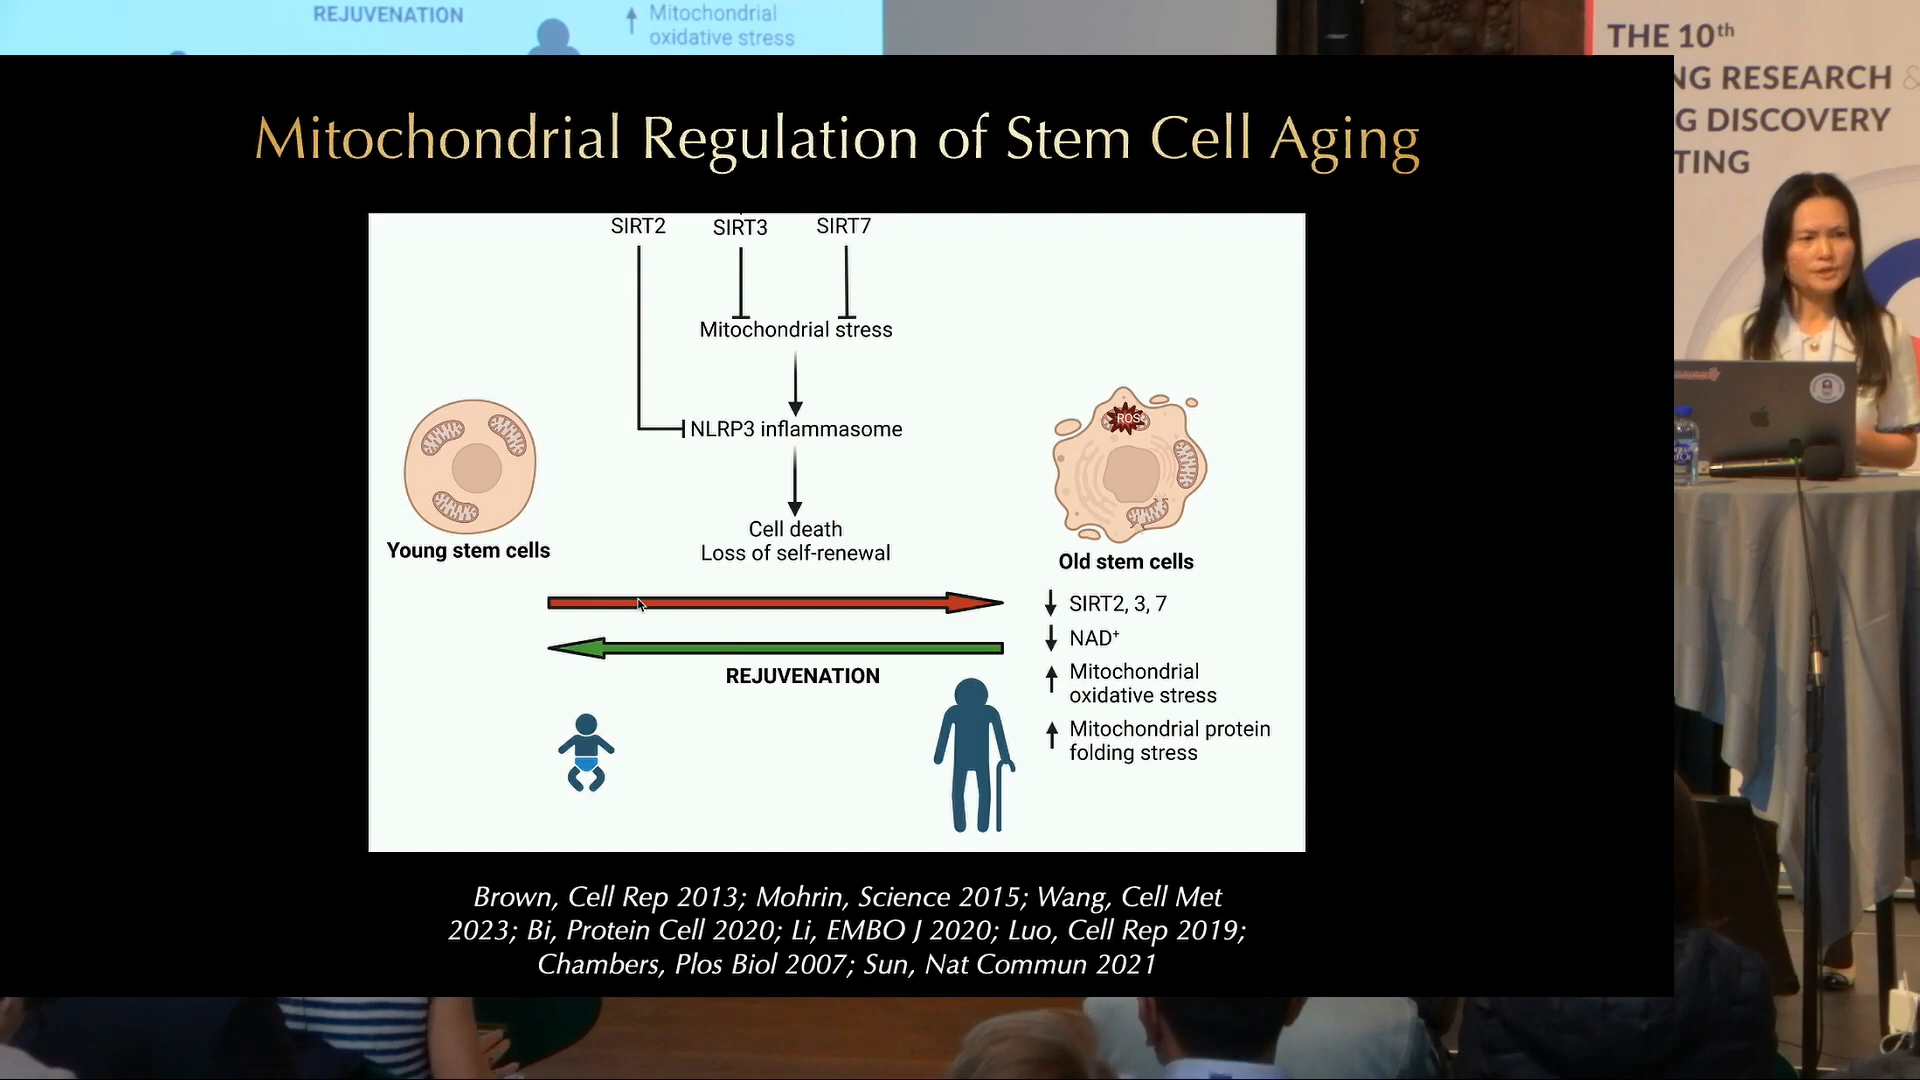 REJUVENATION
Mitochondrial
oxidative stress
THE 10th
NG RESEARCH &
G DISCOVERY
TING
Mitochondrial Regulation of Stem Cell Aging
SIRT2
SIRT3
SIRT7
Mitochondrial stress
NLRP3 inflammasome
Cell death
Loss of self-renewal
Young stem cells
ROS
Old stem cells
REJUVENATION
SIRT2, 3, 7
NAD+
Mitochondrial
oxidative stress
Mitochondrial protein
folding stress
Brown, Cell Rep 2013; Mohrin, Science 2015; Wang, Cell Met
2023; Bi, Protein Cell 2020; Li, EMBO J 2020; Luo, Cell Rep 2019;
Chambers, Plos Biol 2007; Sun, Nat Commun 2021